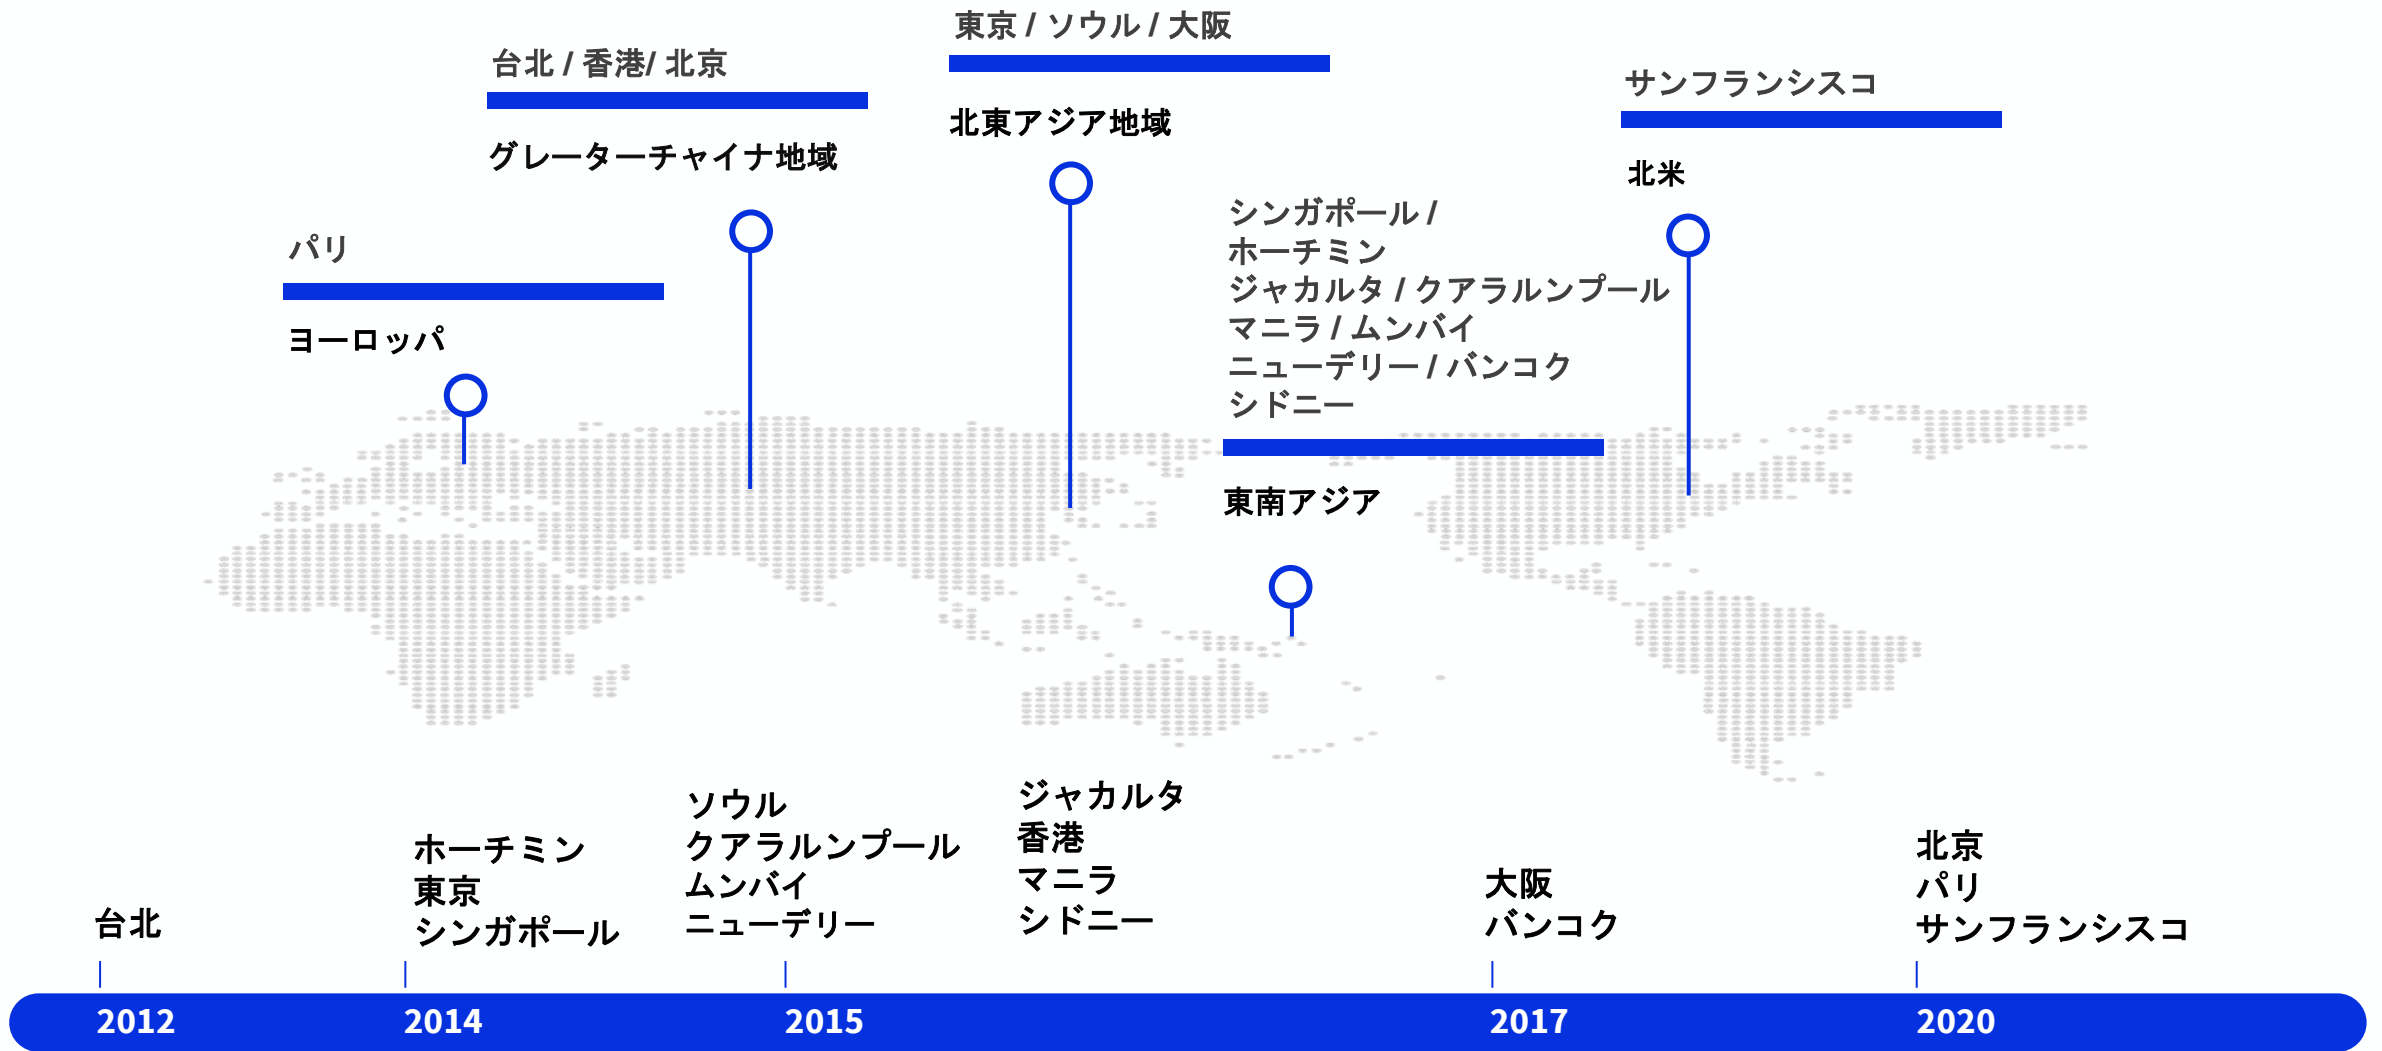 東京 / ソウル / 大阪
北東アジア地域
台北 / 香港/ 北京
グレーターチャイナ地域
サンフランシスコ
北米
パリ
ヨーロッパ
シンガポール /
ホーチミン
ジャカルタ / クアラルンプール
マニラ / ムンバイ
ニューデリー / バンコク
シドニー
東南アジア
台北
ホーチミン
東京
シンガポール
ソウル
クアラルンプール
ムンバイ
ニューデリー
ジャカルタ
香港
マニラ
シドニー
大阪
バンコク
北京
パリ
サンフランシスコ
2012
2014
2015
2017
2020